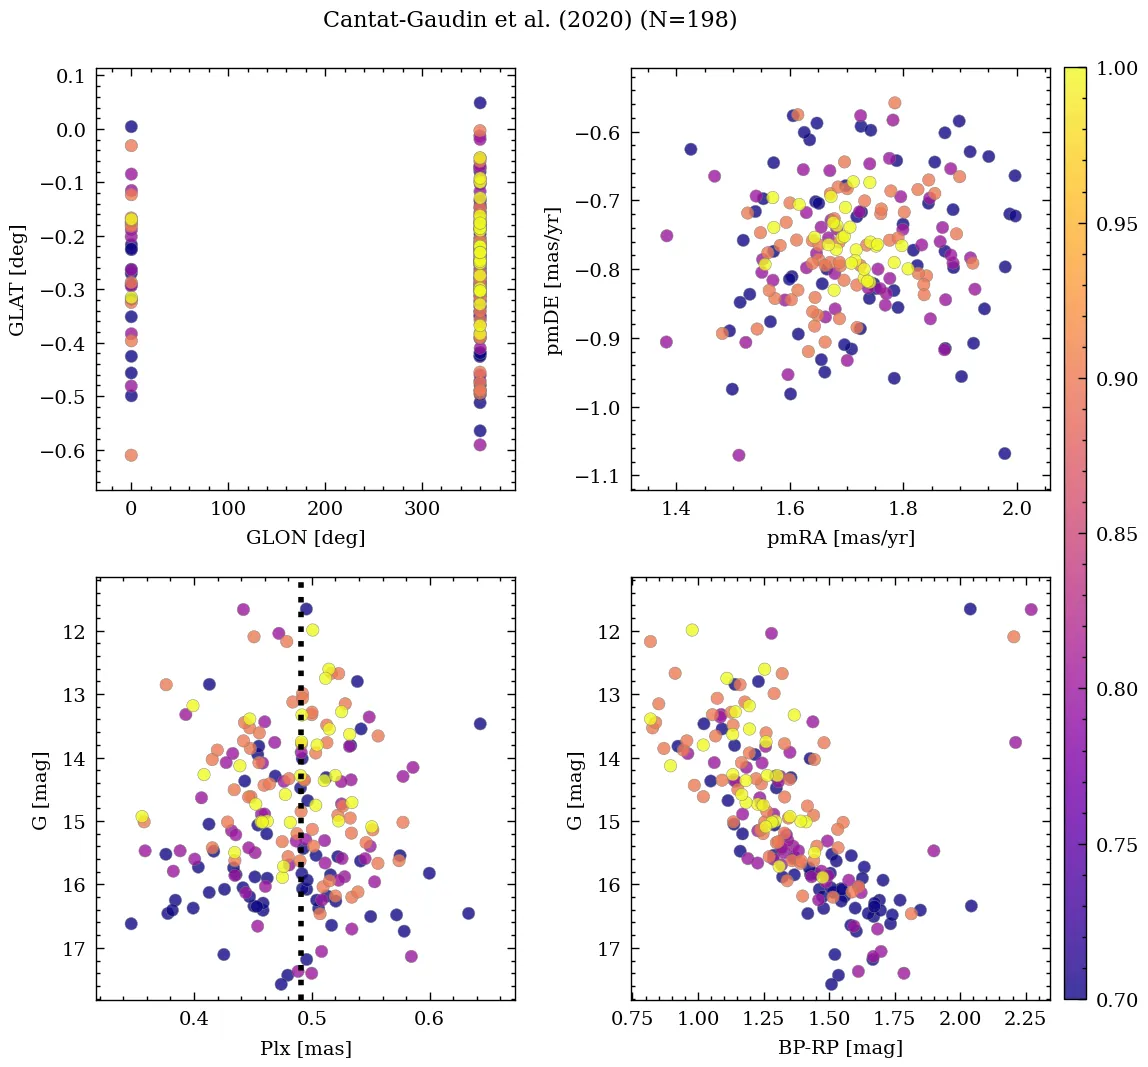 Cantat-Gaudin et al. (2020) (N=198)
0.1
0.0
−0.1
−0.2
−0.3
−0.4
−0.5
−0.6
GLAT [deg]
0 100 200 300
GLON [deg]
−0.6
−0.7
−0.8
−0.9
−1.0
−1.1
pmDE [mas/yr]
1.4 1.6 1.8 2.0
pmRA [mas/yr]
12
13
14
15
16
17
G [mag]
0.4 0.5 0.6
Plx [mas]
12
13
14
15
16
17
G [mag]
0.75 1.00 1.25 1.50 1.75 2.00 2.25
BP-RP [mag]
1.00
0.95
0.90
0.85
0.80
0.75
0.70